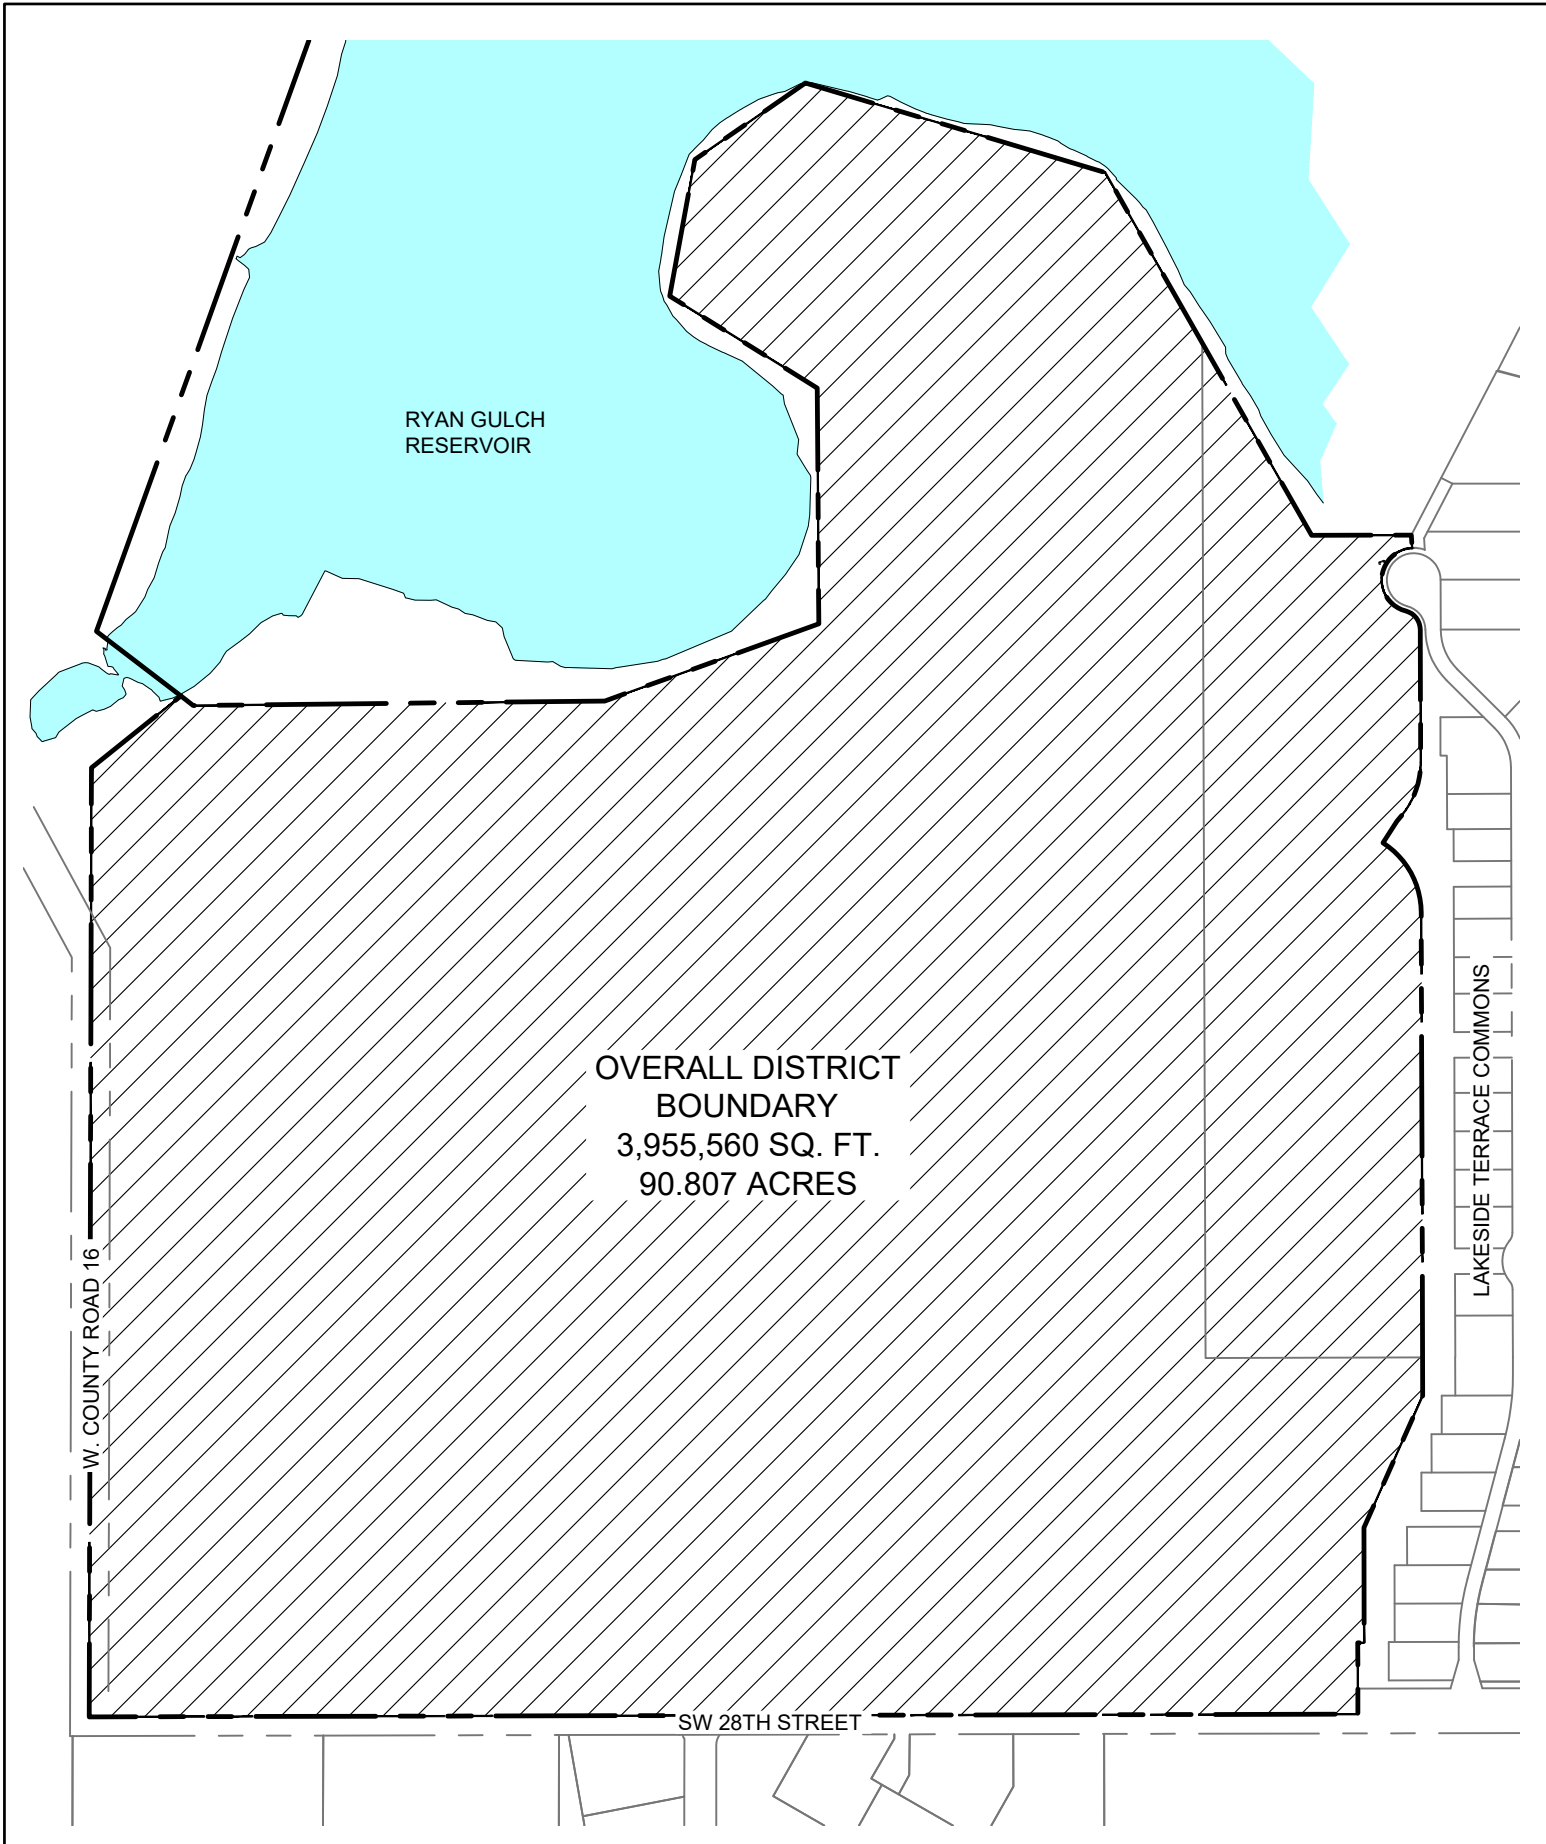 RYAN GULCH
RESERVOIR
OVERALL DISTRICT
BOUNDARY
3,955,560 SQ. FT.
90.807 ACRES
LAKESIDE TERRACE COMMONS
W. COUNTY ROAD 16
SW 28TH STREET